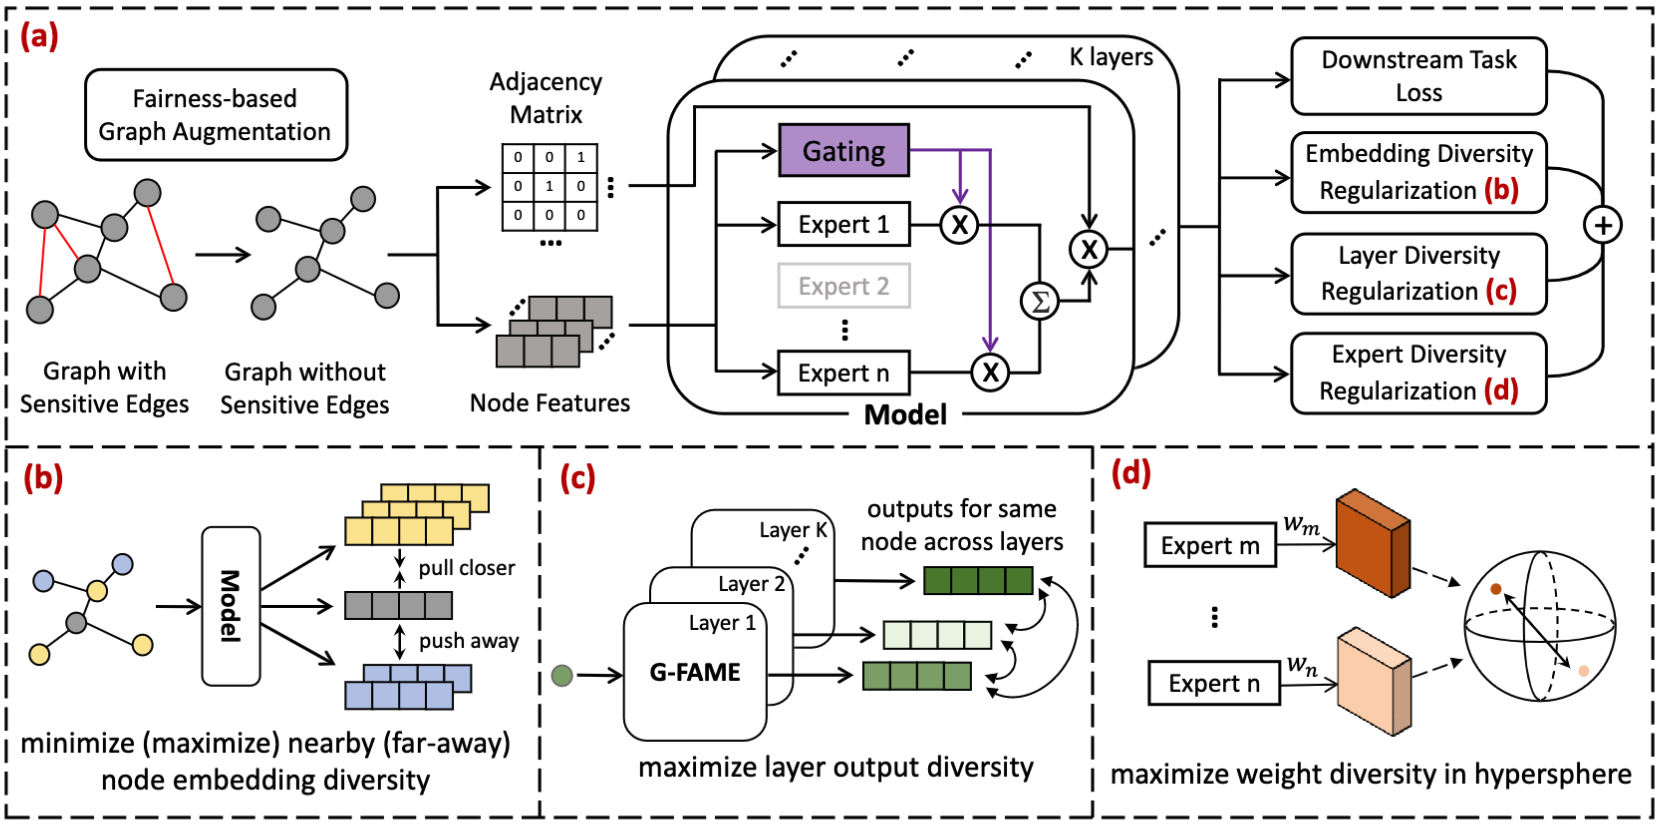 (a)
Fairness-based
Graph Augmentation
Graph with
Sensitive Edges
Graph without
Sensitive Edges
Adjacency
Matrix
0 0 1
0 1 0
0 0 0
Node Features
K layers
Gating
Expert 1
X
Expert 2
Σ
X
Expert n
X
Model
Downstream Task
Loss
Embedding Diversity
Regularization (b)
Layer Diversity
Regularization (c)
Expert Diversity
Regularization (d)
+
(b)
Model
pull closer
push away
minimize (maximize) nearby (far-away)
node embedding diversity
(c)
Layer K
Layer 2
Layer 1
G-FAME
outputs for same
node across layers
maximize layer output diversity
(d)
Expert m
w_m
Expert n
w_n
maximize weight diversity in hypersphere